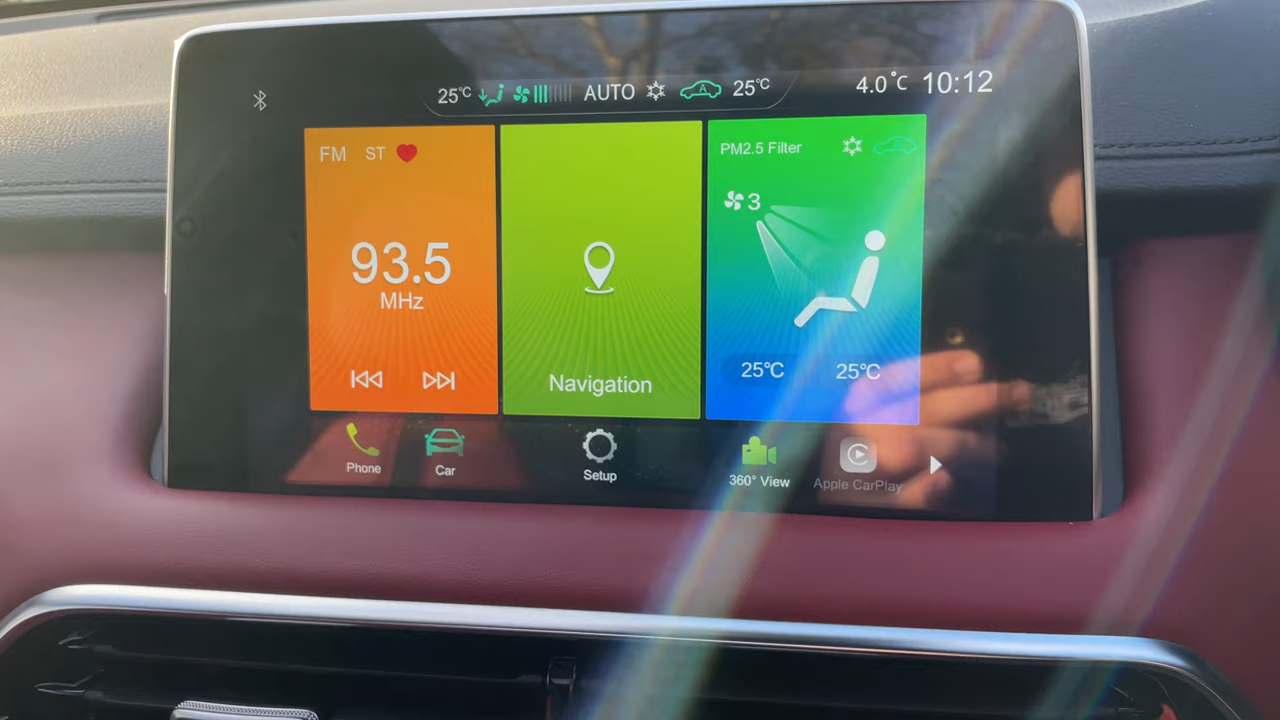 25℃ AUTO A 25℃ 4.0℃ 10:12
FM ST
93.5
MHz
Navigation
PM2.5 Filter
3
25℃ 25℃
Phone
Car
Setup
360° View
Apple CarPlay